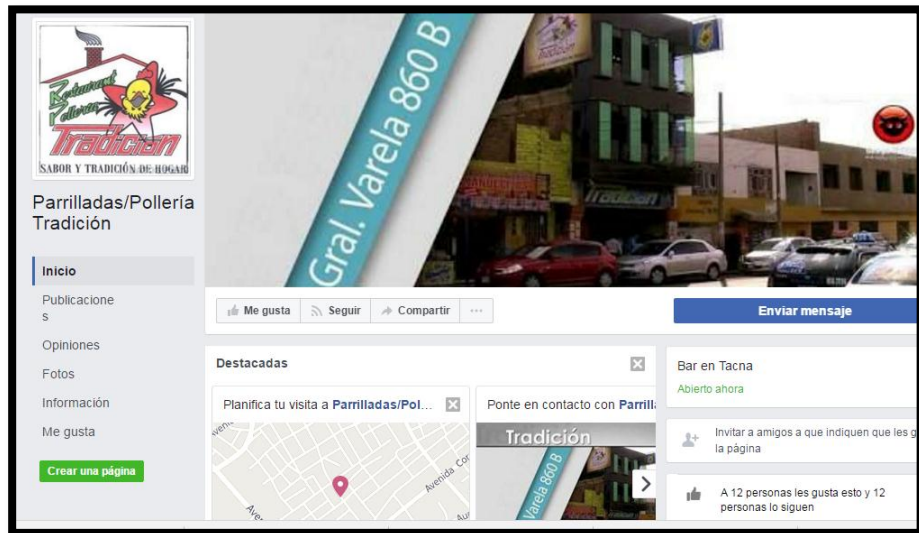 Restaurant
Pollería
Tradición
SABOR Y TRADICIÓN DE HOGAR
Parrilladas/Pollería
Tradición
Inicio
Publicacione
s
Opiniones
Fotos
Información
Me gusta
Crear una página
Gral. Varela 860 B
Tradición
Me gusta
Seguir
Compartir
Enviar mensaje
Destacadas
Planifica tu visita a Parrilladas/Pol...
Avenida Cor
Ave
Ponte en contacto con Parrill
Tradición
Varela 860 B
Bar en Tacna
Abierto ahora
Invitar a amigos a que indiquen que les g
la página
A 12 personas les gusta esto y 12
personas lo siguen